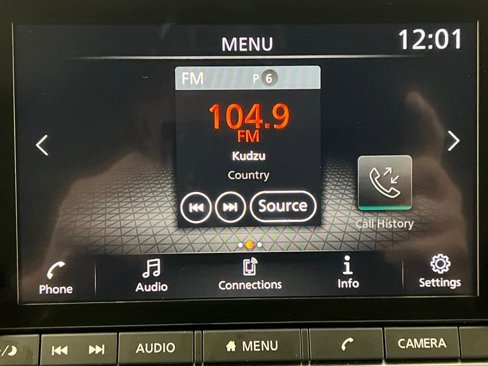 MENU
12:01
FM
P 6
104.9
FM
Kudzu
Country
Source
Call History
Phone
Audio
Connections
Info
Settings
AUDIO
MENU
CAMERA